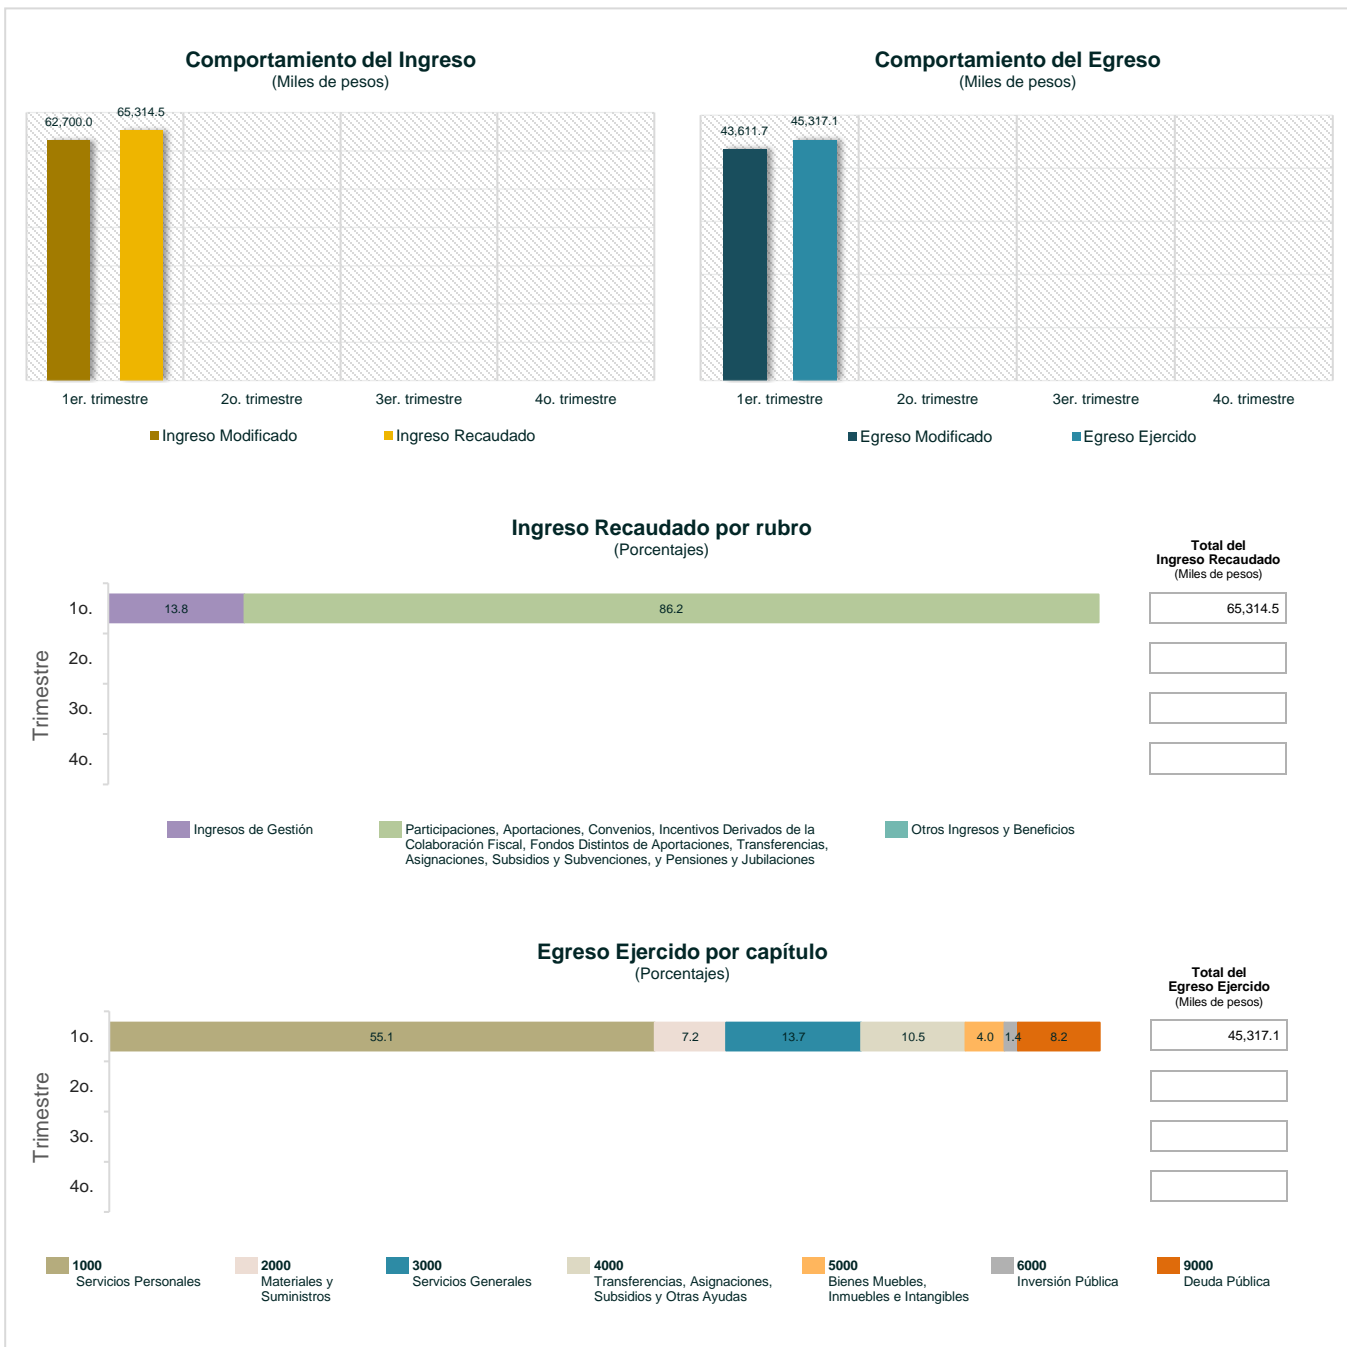 Comportamiento del Ingreso
(Miles de pesos)
62,700.0
65,314.5
1er. trimestre
2o. trimestre
3er. trimestre
4o. trimestre
Ingreso Modificado
Ingreso Recaudado
Comportamiento del Egreso
(Miles de pesos)
43,611.7
45,317.1
1er. trimestre
2o. trimestre
3er. trimestre
4o. trimestre
Egreso Modificado
Egreso Ejercido
Ingreso Recaudado por rubro
(Porcentajes)
Total del
Ingreso Recaudado
(Miles de pesos)
Trimestre
1o.
13.8
86.2
65,314.5
2o.
3o.
4o.
Ingresos de Gestión
Participaciones, Aportaciones, Convenios, Incentivos Derivados de la
Colaboración Fiscal, Fondos Distintos de Aportaciones, Transferencias,
Asignaciones, Subsidios y Subvenciones, y Pensiones y Jubilaciones
Otros Ingresos y Beneficios
Egreso Ejercido por capítulo
(Porcentajes)
Total del
Egreso Ejercido
(Miles de pesos)
Trimestre
1o.
55.1
7.2
13.7
10.5
4.0
1.4
8.2
45,317.1
2o.
3o.
4o.
1000
Servicios Personales
2000
Materiales y
Suministros
3000
Servicios Generales
4000
Transferencias, Asignaciones,
Subsidios y Otras Ayudas
5000
Bienes Muebles,
Inmuebles e Intangibles
6000
Inversión Pública
9000
Deuda Pública